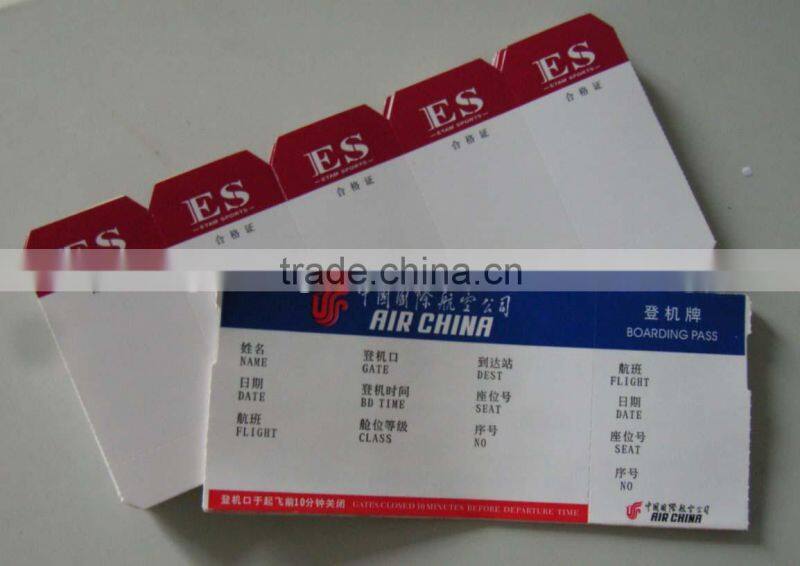 ES
ETAM SPORTS
合格证
ES
ETAM SPORTS
合格证
ES
ETAM SPORTS
合格证
ES
ETAM SPORTS
合格证
ES
trade.china.cn
中国国际航空公司
AIR CHINA
登机牌
BOARDING PASS
姓名
NAME
登机口
GATE
到达站
DEST
航班
FLIGHT
日期
DATE
登机时间
BD TIME
座位号
SEAT
日期
DATE
航班
FLIGHT
舱位等级
CLASS
序号
NO
座位号
SEAT
序号
NO
登机口于起飞前10分钟关闭 GATES CLOSED 10 MINUTES BEFORE DEPARTURE TIME
中国国际航空公司
AIR CHINA